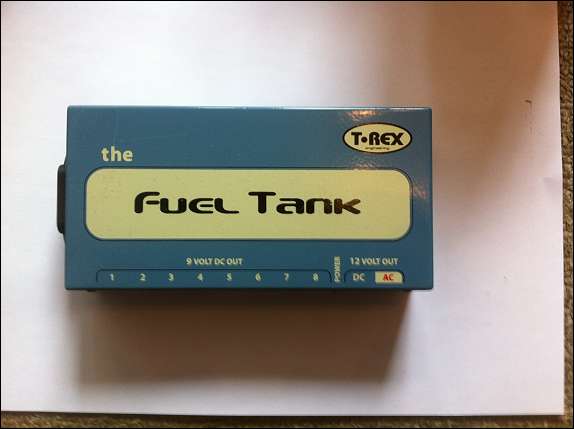 the
T•REX
engineering
Fuel Tank
9 VOLT DC OUT
1 2 3 4 5 6 7 8
POWER
12 VOLT OUT
DC AC